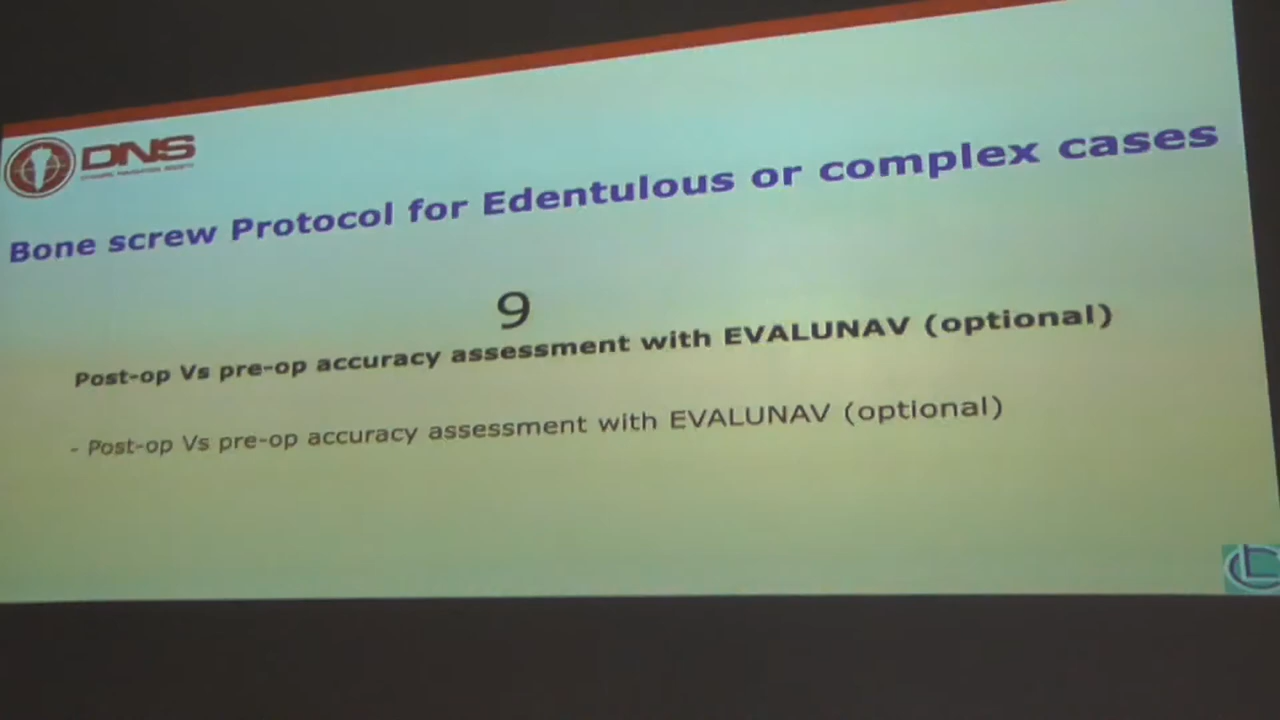 DNS
Bone screw Protocol for Edentulous or complex cases
9
Post-op Vs pre-op accuracy assessment with EVALUNAV (optional)
- Post-op Vs pre-op accuracy assessment with EVALUNAV (optional)